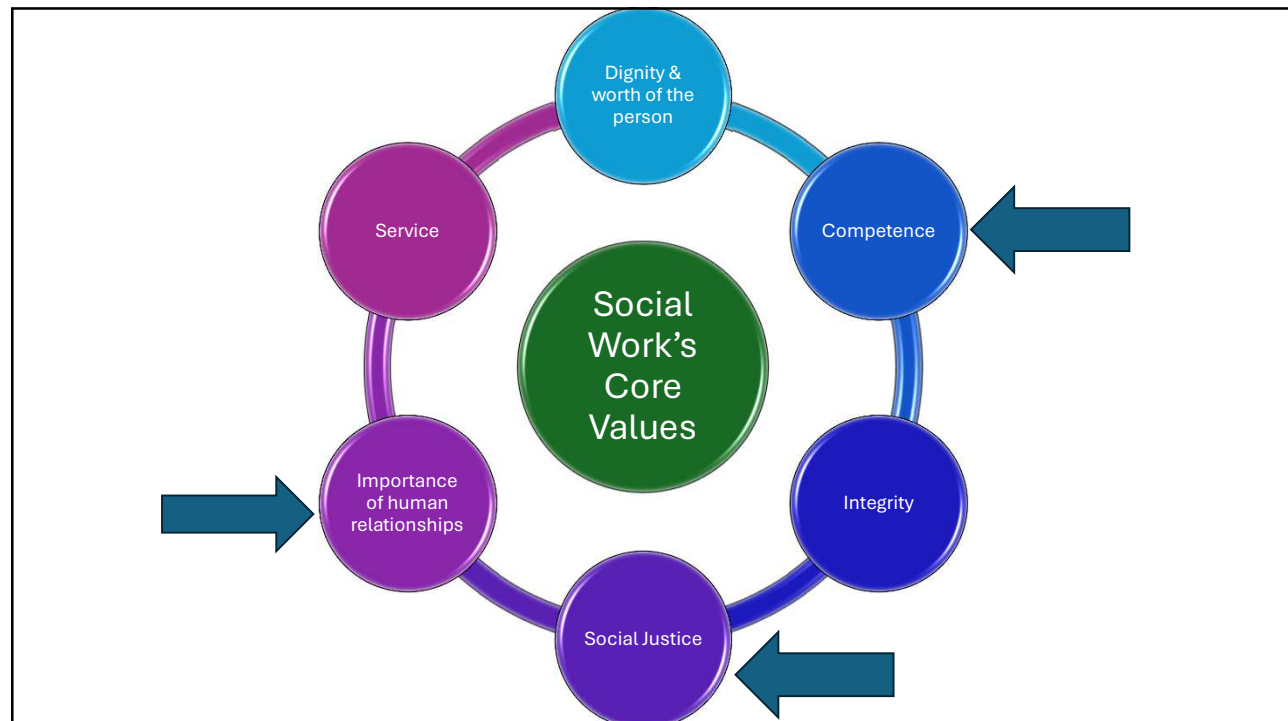 Dignity &
worth of the
person
Service
Competence
Social
Work’s
Core
Values
Importance
of human
relationships
Integrity
Social Justice